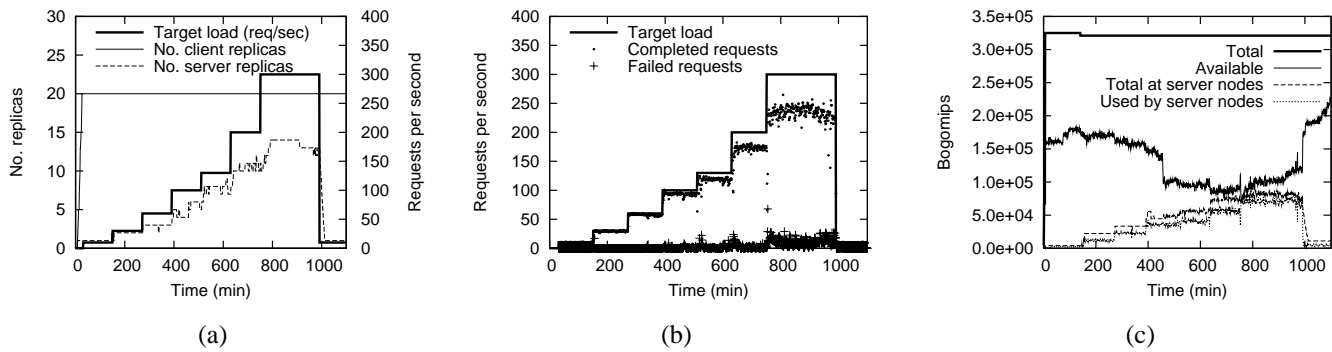 30
25
20
15
10
5
0
No. replicas
Target load (req/sec)
No. client replicas
No. server replicas
400
350
300
250
200
150
100
50
0
Requests per second
0 200 400 600 800 1000
Time (min)
(a)
400
350
300
250
200
150
100
50
0
Requests per second
Target load
Completed requests
Failed requests
0 200 400 600 800 1000
Time (min)
(b)
3.5e+05
3.0e+05
2.5e+05
2.0e+05
1.5e+05
1.0e+05
5.0e+04
0.0e+00
Bogomips
Total
Available
Total at server nodes
Used by server nodes
0 200 400 600 800 1000
Time (min)
(c)